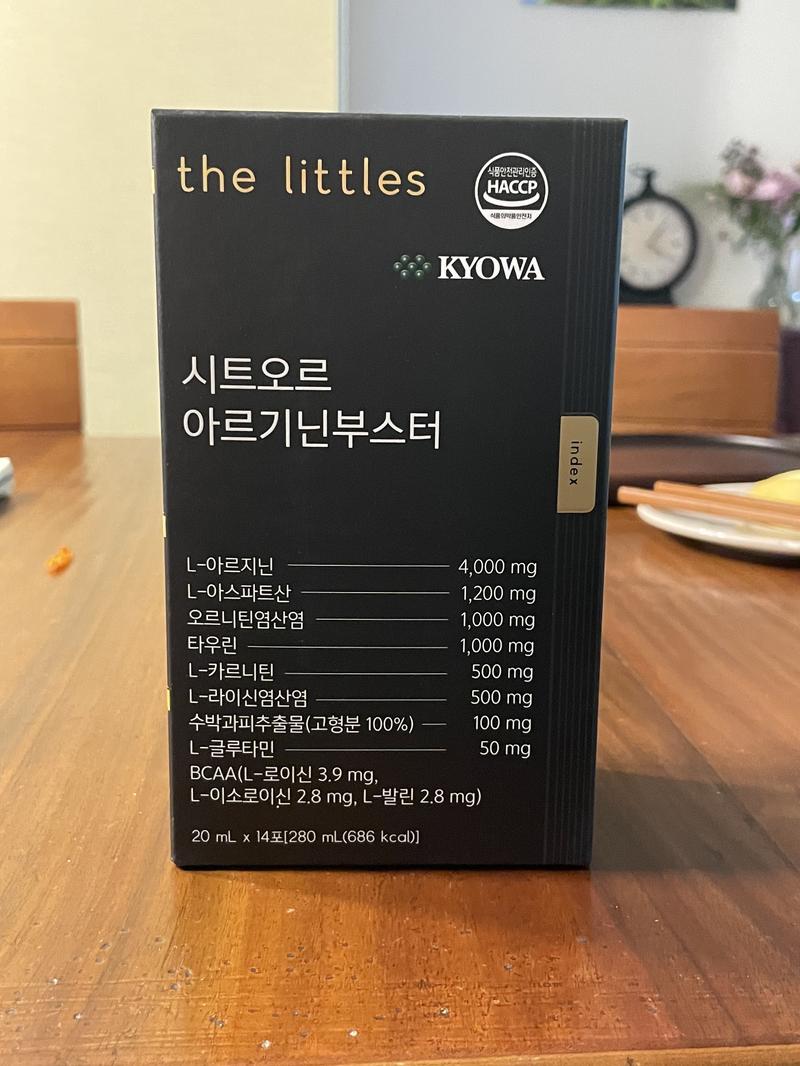 the littles
식품안전관리인증
HACCP
식품의약품안전처
KYOWA
시트오르
아르기닌부스터
index
L-아르지닌 4,000 mg
L-아스파트산 1,200 mg
오르니틴염산염 1,000 mg
타우린 1,000 mg
L-카르니틴 500 mg
L-라이신염산염 500 mg
수박과피추출물(고형분 100%) 100 mg
L-글루타민 50 mg
BCAA(L-로이신 3.9 mg,
L-이소로이신 2.8 mg, L-발린 2.8 mg)
20 mL x 14포[280 mL(686 kcal)]